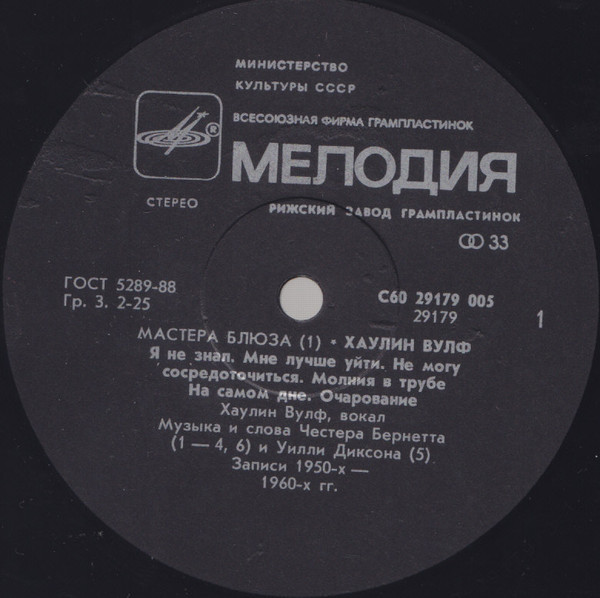 МИНИСТЕРСТВО
КУЛЬТУРЫ СССР
ВСЕСОЮЗНАЯ ФИРМА ГРАМПЛАСТИНОК
®
МЕЛОДИЯ
СТЕРЕО
РИЖСКИЙ ЗАВОД ГРАМПЛАСТИНОК
33
ГОСТ 5289-88
Гр. 3. 2-25
С60 29179 005
29179
1
МАСТЕРА БЛЮЗА (1) • ХАУЛИН ВУЛФ
Я не знал. Мне лучше уйти. Не могу
сосредоточиться. Молния в трубе
На самом дне. Очарование
Хаулин Вулф, вокал
Музыка и слова Честера Бернетта
(1 — 4, 6) и Уилли Диксона (5)
Записи 1950-х —
1960-х гг.